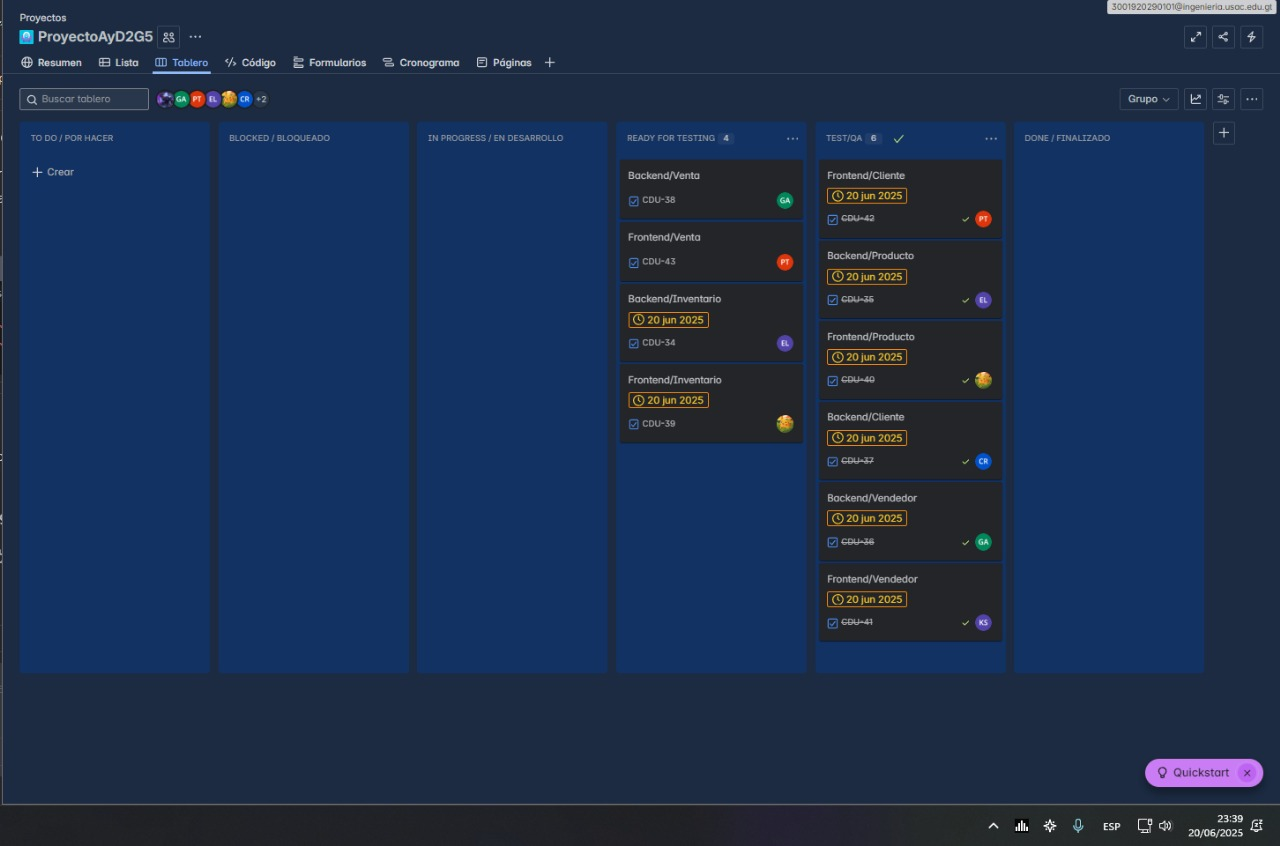 3001920290101@ingenieria.usac.edu.gt
Proyectos
ProyectoAyD2G5
Resumen Lista Tablero Código Formularios Cronograma Páginas
Buscar tablero
GA PT EL CR +2
Grupo
TO DO / POR HACER
Crear
BLOCKED / BLOQUEADO
IN PROGRESS / EN DESARROLLO
READY FOR TESTING 4
Backend/Venta
CDU-38 GA
Frontend/Venta
CDU-43 PT
Backend/Inventario
20 jun 2025
CDU-34 EL
Frontend/Inventario
20 jun 2025
CDU-39
TEST/QA 6
Frontend/Cliente
20 jun 2025
CDU-42 PT
Backend/Producto
20 jun 2025
CDU-35 EL
Frontend/Producto
20 jun 2025
CDU-40
Backend/Cliente
20 jun 2025
CDU-37 CR
Backend/Vendedor
20 jun 2025
CDU-36 GA
Frontend/Vendedor
20 jun 2025
CDU-41 KS
DONE / FINALIZADO
Quickstart
ESP
23:39
20/06/2025